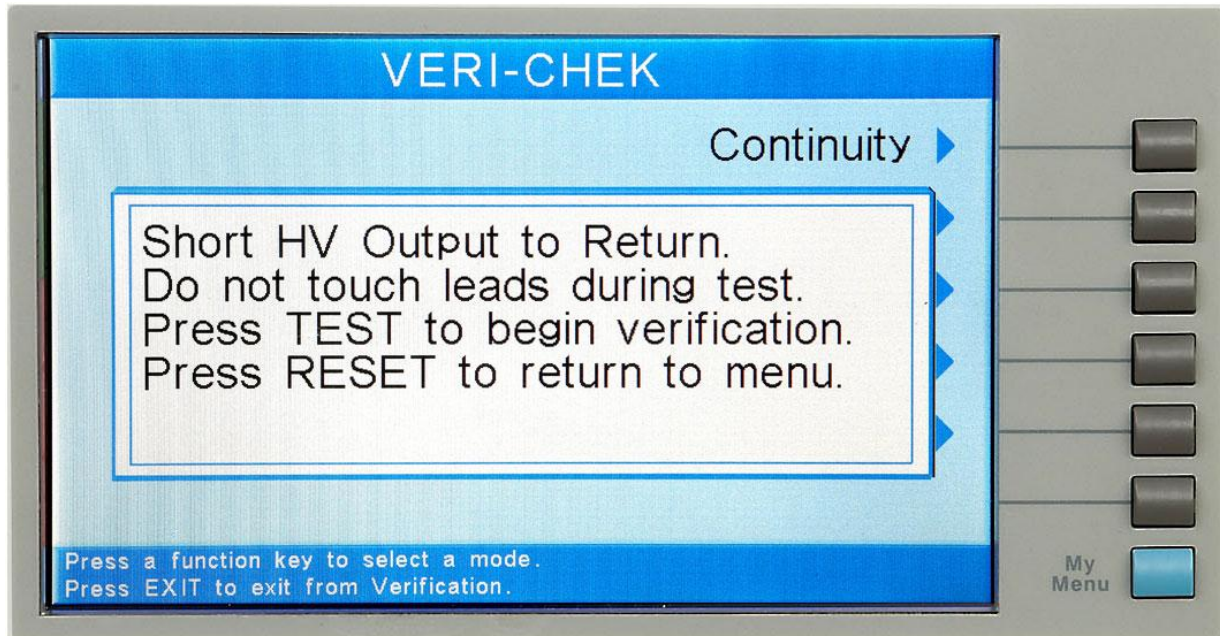 VERI-CHEK
Continuity
Short HV Output to Return.
Do not touch leads during test.
Press TEST to begin verification.
Press RESET to return to menu.
Press a function key to select a mode.
Press EXIT to exit from Verification.
My
Menu